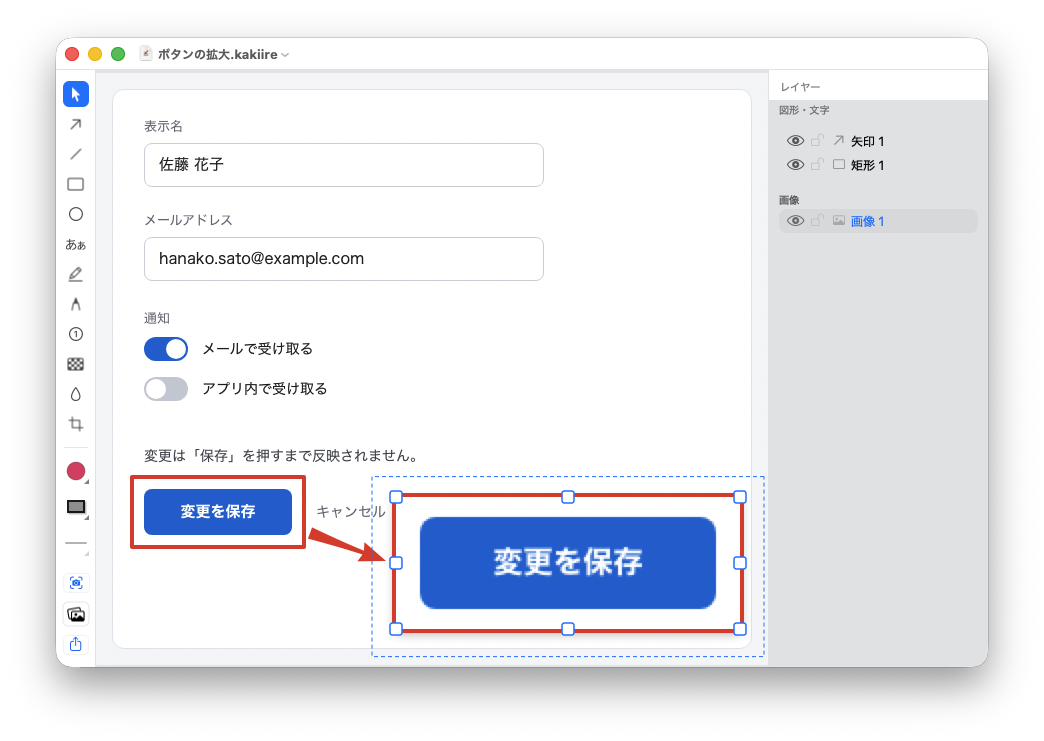 ボタンの拡大.kakiire
レイヤー
図形・文字
矢印 1
矩形 1
画像
画像 1
あぁ
1
表示名
佐藤 花子
メールアドレス
hanako.sato@example.com
通知
メールで受け取る
アプリ内で受け取る
変更は「保存」を押すまで反映されません。
変更を保存
キャンセル
変更を保存